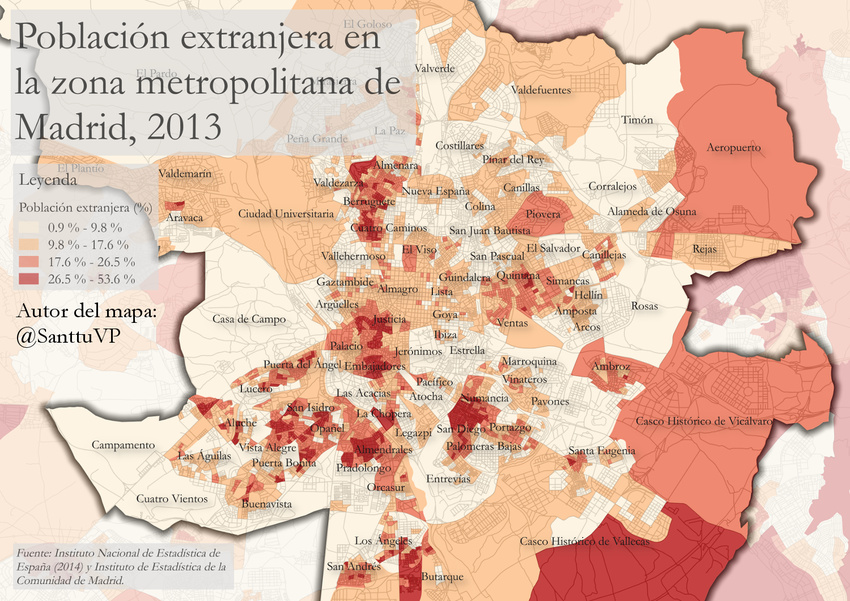 El Goloso
Población extranjera en
la zona metropolitana de
Madrid, 2013
El Pardo
Valverde
Valdefuentes
Timón
La Paz
Peña Grande
Costillares
Aeropuerto
Pinar del Rey
El Plantío
Valdemarín
Almenara
Leyenda
Valdezarza
Nueva España
Canillas
Corralejos
Población extranjera (%)
Berruguete
Colina
Aravaca
Ciudad Universitaria
Piovera
Alameda de Osuna
0.9 % - 9.8 %
Cuatro Caminos
San Juan Bautista
9.8 % - 17.6 %
El Viso
El Salvador
Rejas
Vallehermoso
San Pascual
Canillejas
17.6 % - 26.5 %
26.5 % - 53.6 %
Gaztambide
Guindalera
Quintana
Simancas
Almagro
Lista
Hellín
Argüelles
Rosas
Autor del mapa:
@SanttuVP
Casa de Campo
Justicia
Goya
Amposta
Ventas
Arcos
Ibiza
Palacio
Jerónimos
Estrella
Puerta del Ángel
Embajadores
Marroquina
Ambroz
Pacífico
Vinateros
Lucero
Las Acacias
Atocha
Numancia
Pavones
San Isidro
La Chopera
Casco Histórico de Vicálvaro
Aluche
Opañel
Legazpi
San Diego
Portazgo
Campamento
Vista Alegre
Almendrales
Palomeras Bajas
Santa Eugenia
Las Águilas
Puerta Bonita
Pradolongo
Entrevías
Orcasur
Cuatro Vientos
Buenavista
Los Ángeles
Casco Histórico de Vallecas
San Andrés
Butarque
Fuente: Instituto Nacional de Estadística de
España (2014) y Instituto de Estadística de la
Comunidad de Madrid.